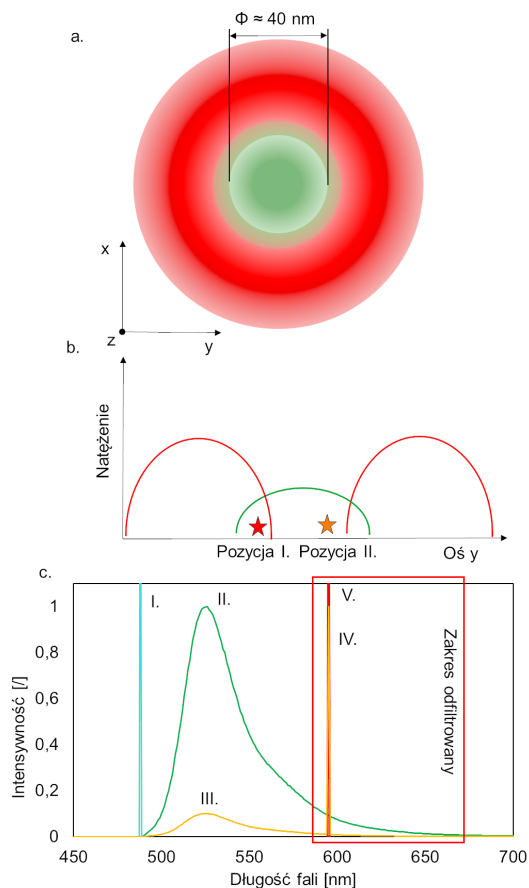 Φ ≈ 40 nm
a.
x
z
y
b.
Natężenie
Pozycja I. Pozycja II. Oś y
c.
I. II. V.
IV.
III.
Zakres odfiltrowany
Intensywność [/]
1
0,8
0,6
0,4
0,2
0
450 500 550 600 650 700
Długość fali [nm]